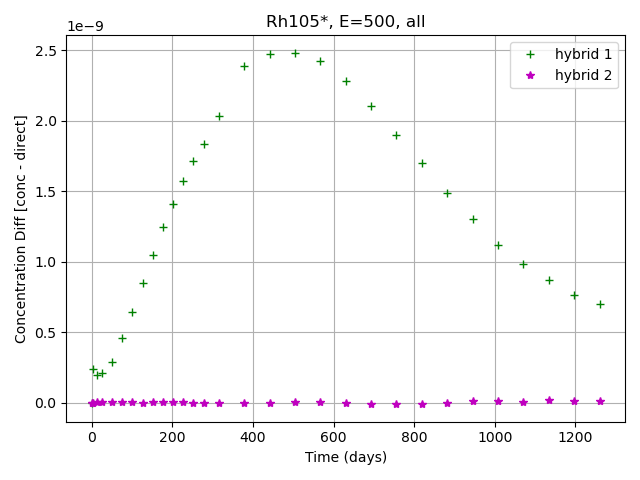 Rh105*, E=500, all
1e−9
hybrid 1
hybrid 2
2.5
2.0
1.5
1.0
0.5
0.0
Concentration Diff [conc - direct]
0 200 400 600 800 1000 1200
Time (days)